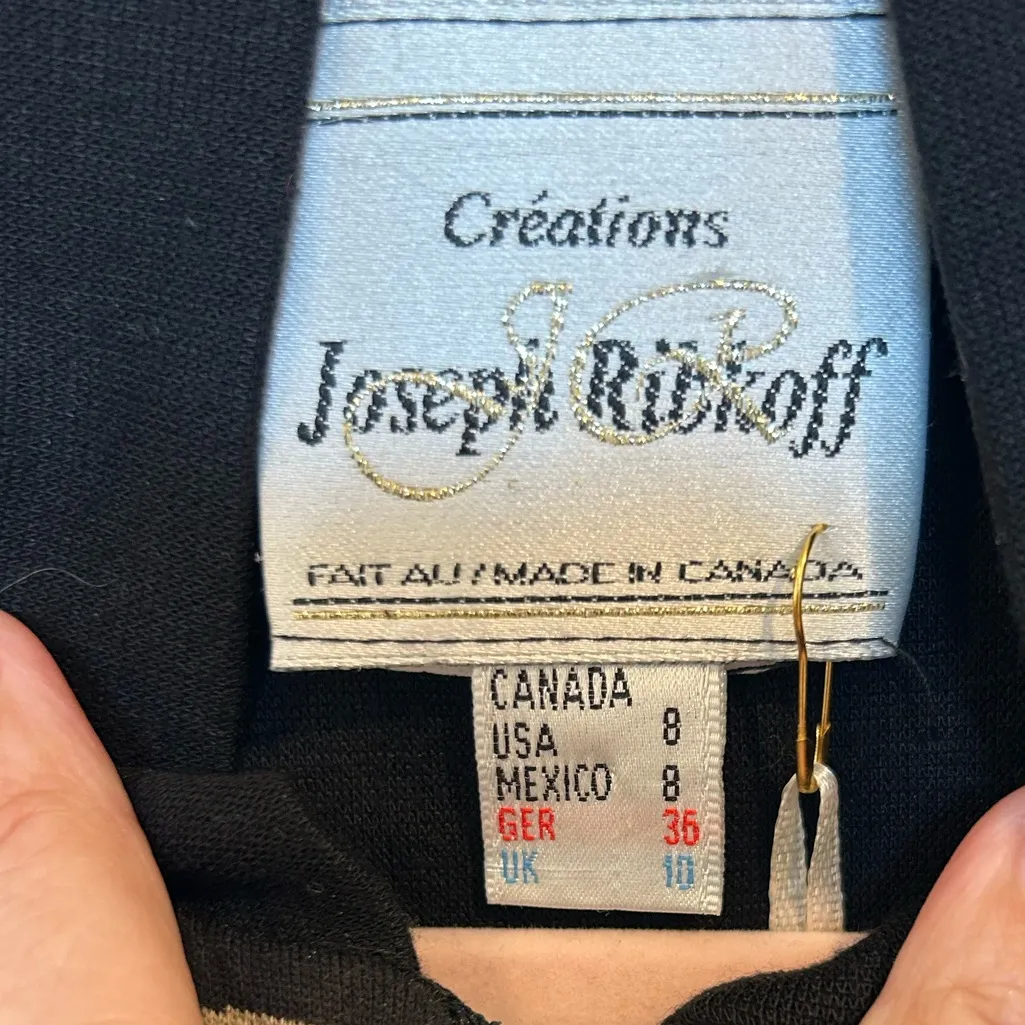 Créations
Joseph Ribkoff
FAIT AU / MADE IN CANADA
CANADA
USA 8
MEXICO 8
GER 36
UK 10